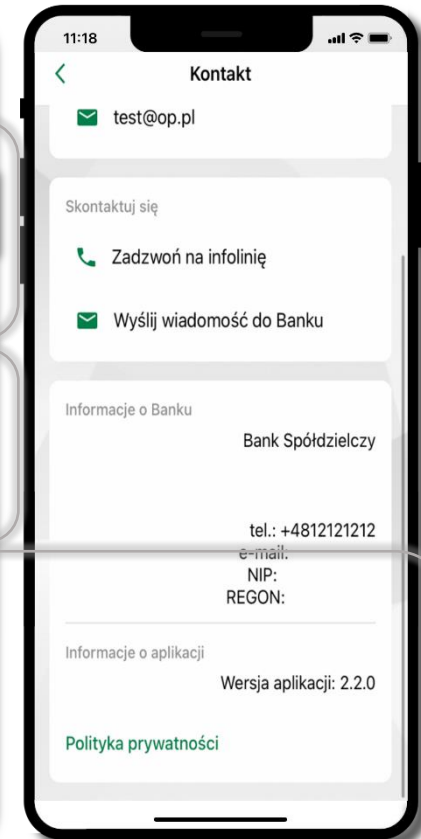 11:18
Kontakt
test@op.pl
Skontaktuj się
Zadzwoń na infolinię
Wyślij wiadomość do Banku
Informacje o Banku
Bank Spółdzielczy
tel.: +4812121212
e-mail:
NIP:
REGON:
Informacje o aplikacji
Wersja aplikacji: 2.2.0
Polityka prywatności